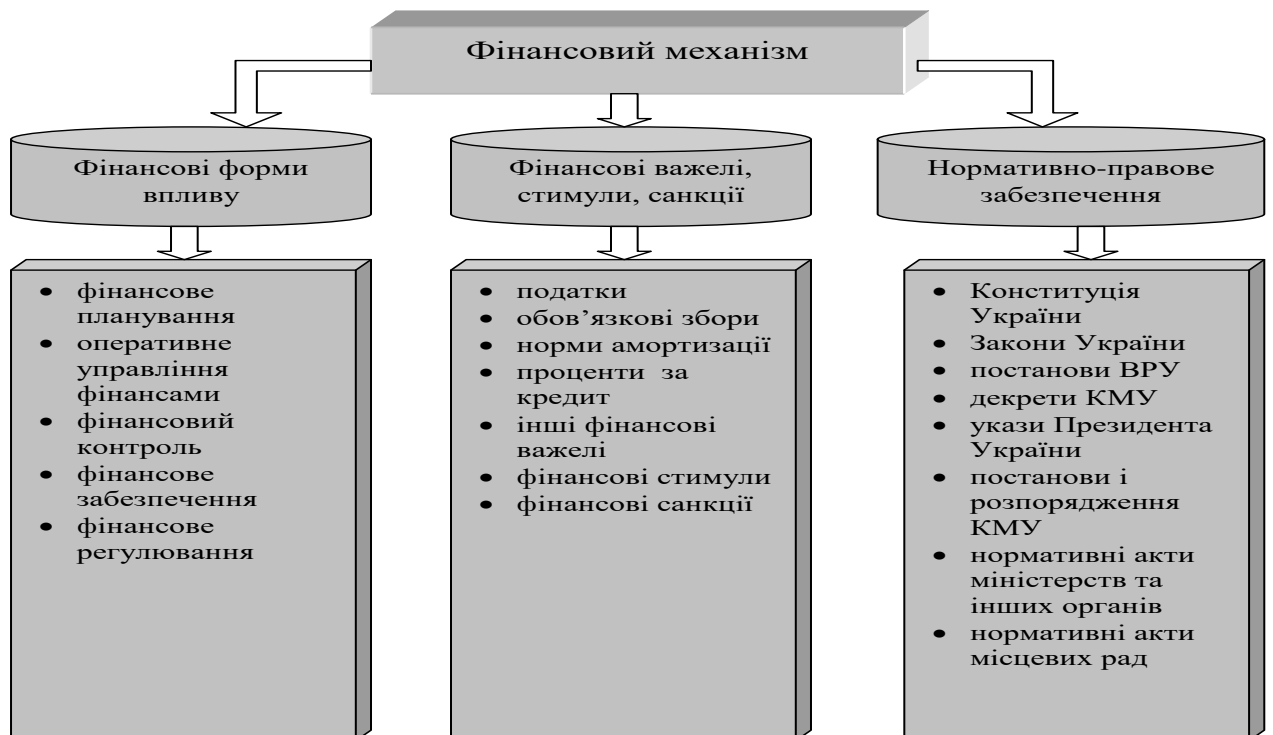 Фінансовий механізм
Фінансові форми
впливу
Фінансові важелі,
стимули, санкції
Нормативно-правове
забезпечення
• фінансове
планування
• оперативне
управління
фінансами
• фінансовий
контроль
• фінансове
забезпечення
• фінансове
регулювання
• податки
• обов’язкові збори
• норми амортизації
• проценти за
кредит
• інші фінансові
важелі
• фінансові стимули
• фінансові санкції
• Конституція
України
• Закони України
• постанови ВРУ
• декрети КМУ
• укази Президента
України
• постанови і
розпорядження
КМУ
• нормативні акти
міністерств та
інших органів
• нормативні акти
місцевих рад